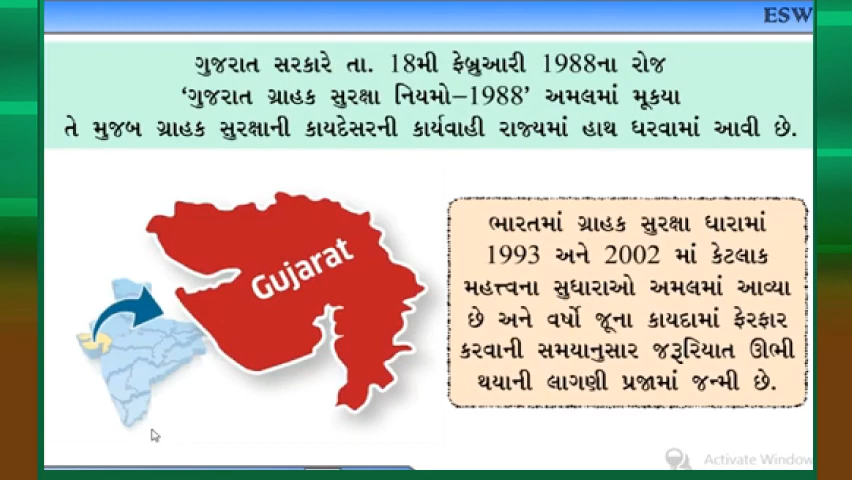 ESW
ગુજરાત સરકારે તા. 18મી ફેબ્રુઆરી 1988ના રોજ
‘ગુજરાત ગ્રાહક સુરક્ષા નિયમો–1988’ અમલમાં મૂકયા
તે મુજબ ગ્રાહક સુરક્ષાની કાયદેસરની કાર્યવાહી રાજ્યમાં હાથ ધરવામાં આવી છે.
Gujarat
ભારતમાં ગ્રાહક સુરક્ષા ધારામાં
1993 અને 2002 માં કેટલાક
મહત્ત્વના સુધારાઓ અમલમાં આવ્યા
છે અને વર્ષો જૂના કાયદામાં ફેરફાર
કરવાની સમયાનુસાર જરૂરિયાત ઊભી
થયાની લાગણી પ્રજામાં જન્મી છે.
Activate Window